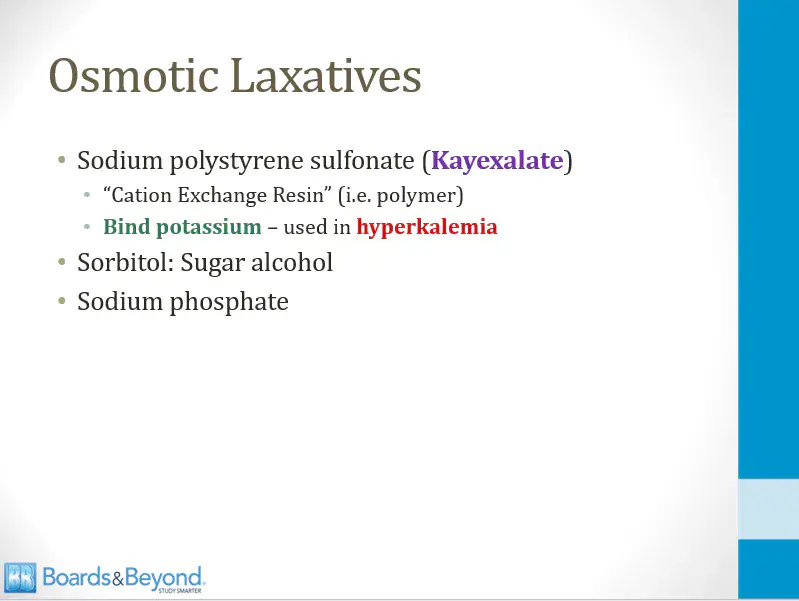 Osmotic Laxatives
• Sodium polystyrene sulfonate (Kayexalate)
• “Cation Exchange Resin” (i.e. polymer)
• Bind potassium – used in hyperkalemia
• Sorbitol: Sugar alcohol
• Sodium phosphate
BB Boards&Beyond.
STUDY SMARTER